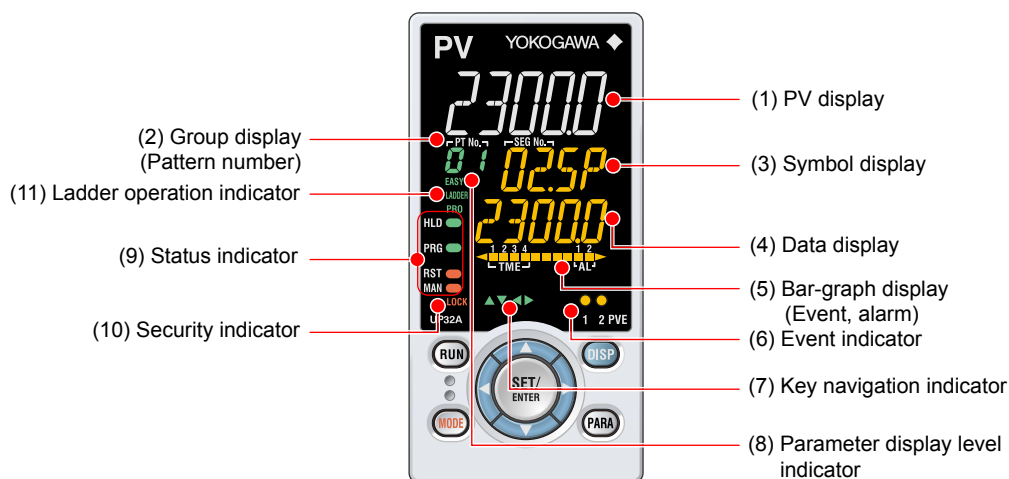 PV YOKOGAWA
2300.0
(1) PV display
PT No. SEG No.
(2) Group display
(Pattern number)
01 02.SP
(3) Symbol display
EASY
(11) Ladder operation indicator
LADDER
PRO
2300.0
(4) Data display
HLD
PRG
RST
MAN
(9) Status indicator
1 2 3 4 1 2
TME AL
(5) Bar-graph display
(Event, alarm)
LOCK
(10) Security indicator
UP32A
1 2 PVE
(6) Event indicator
RUN
DISP
SET/
ENTER
(7) Key navigation indicator
MODE
PARA
(8) Parameter display level
indicator